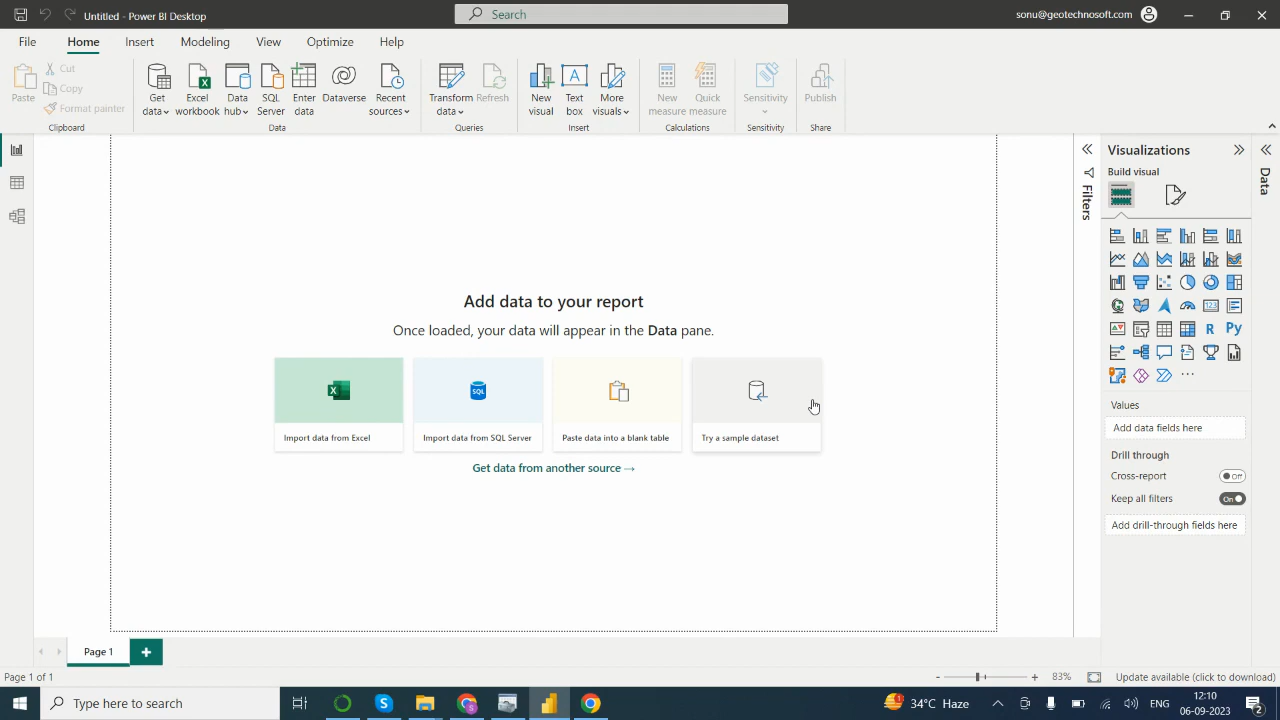 Untitled - Power BI Desktop
Search
sonu@geotechnosoft.com
File
Home
Insert
Modeling
View
Optimize
Help
Paste
Cut
Copy
Format painter
Clipboard
Get data
Excel workbook
Data hub
SQL Server
Enter data
Dataverse
Recent sources
Data
Transform data
Refresh
Queries
New visual
Text box
More visuals
Insert
New measure
Quick measure
Calculations
Sensitivity
Sensitivity
Publish
Share
Filters
Visualizations
Data
Build visual
R
Py
123
Values
Add data fields here
Drill through
Cross-report
Off
Keep all filters
On
Add drill-through fields here
Add data to your report
Once loaded, your data will appear in the Data pane.
Import data from Excel
SQL
Import data from SQL Server
Paste data into a blank table
Try a sample dataset
Get data from another source →
Page 1
Page 1 of 1
- + 83%
Update available (click to download)
Type here to search
34°C Haze
ENG
12:10
06-09-2023
2